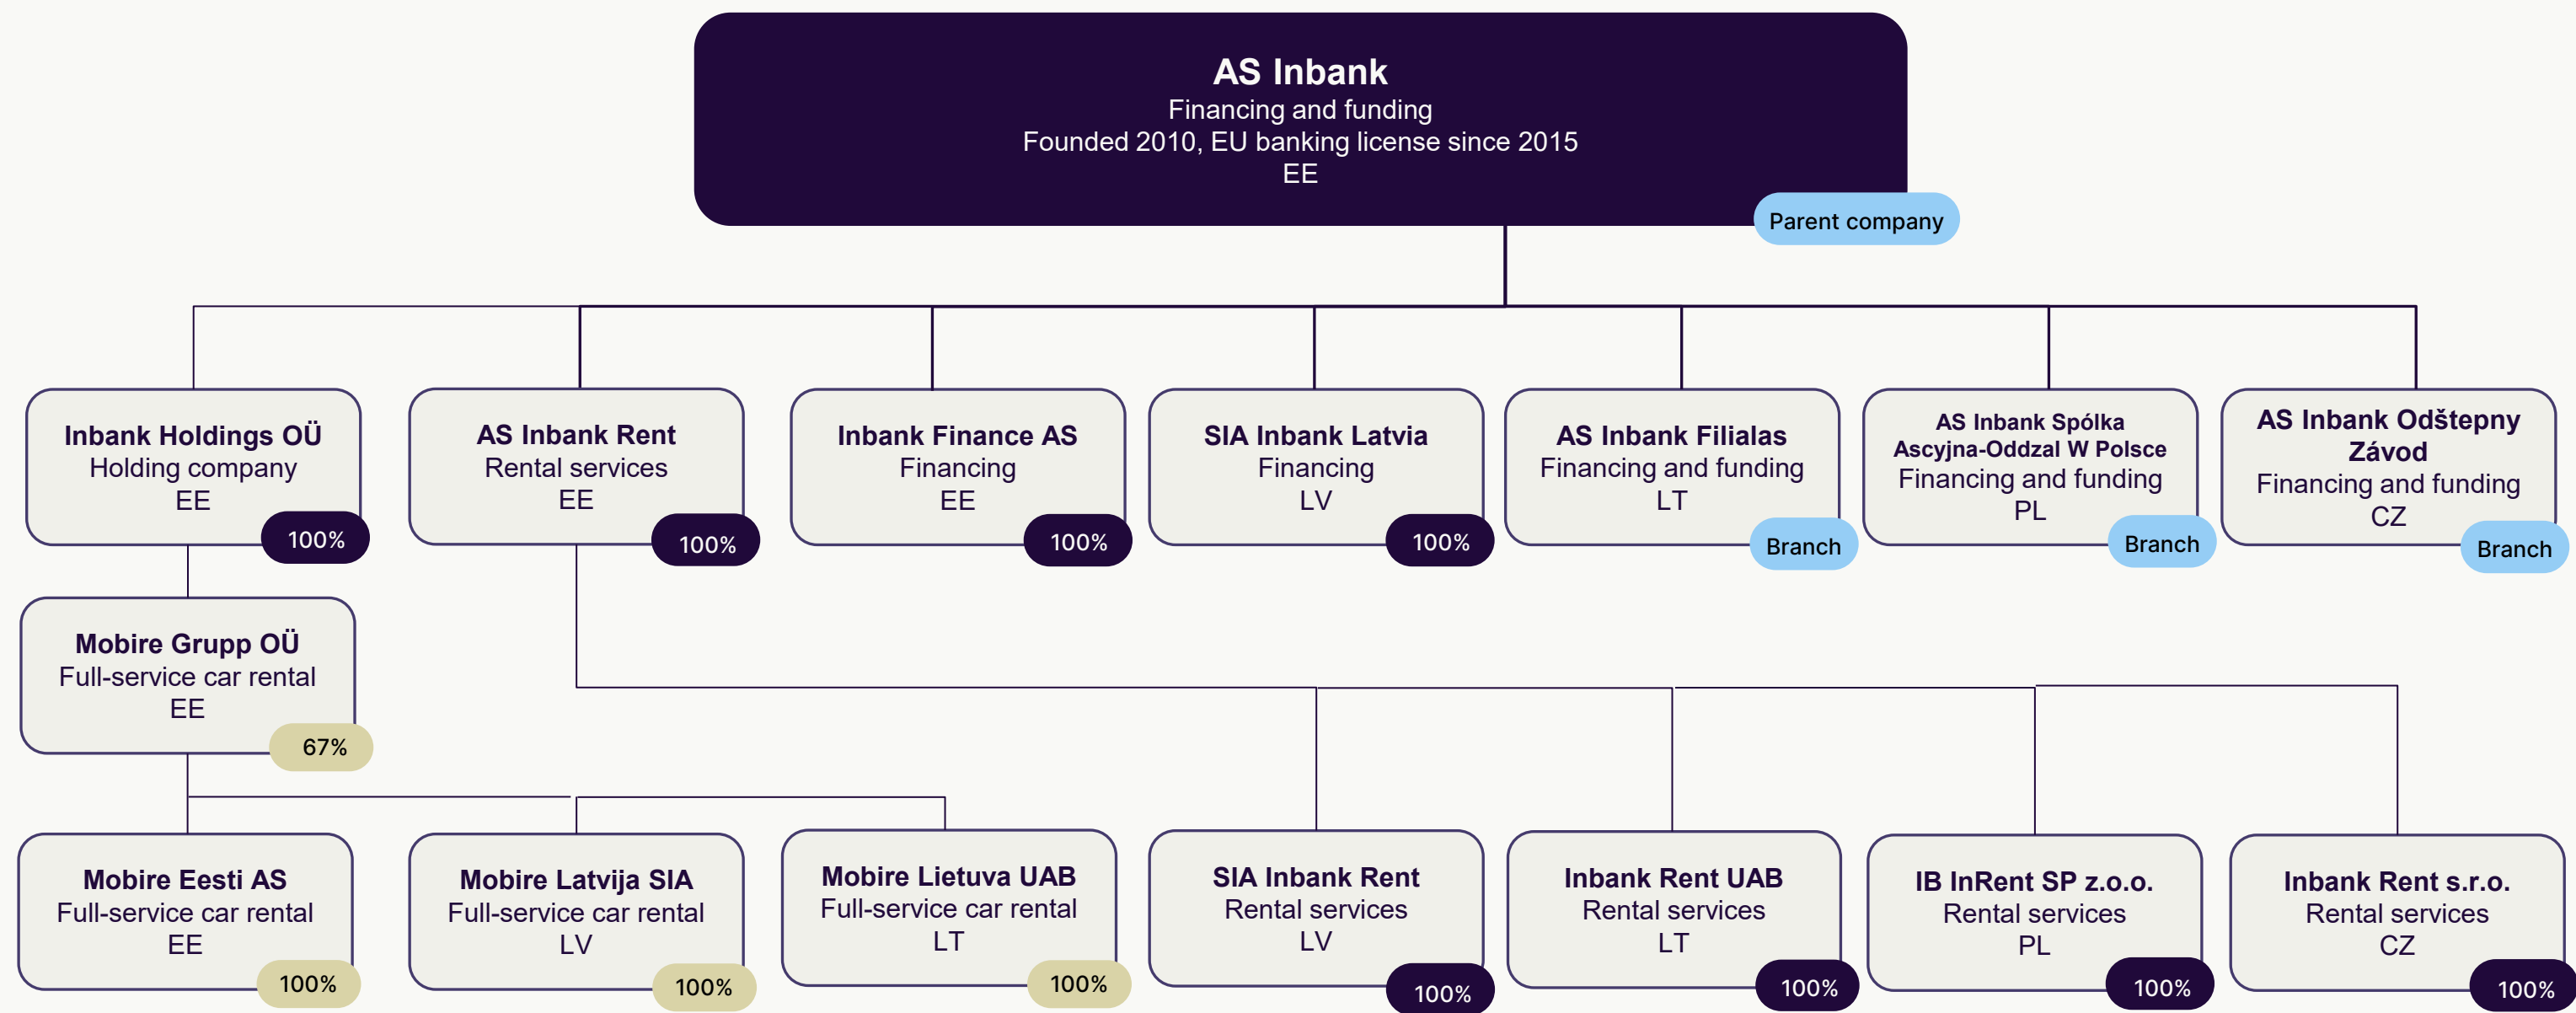 AS Inbank
Financing and funding
Founded 2010, EU banking license since 2015
EE
Parent company
Inbank Holdings OÜ
Holding company
EE
100%
AS Inbank Rent
Rental services
EE
100%
Inbank Finance AS
Financing
EE
100%
SIA Inbank Latvia
Financing
LV
100%
AS Inbank Filialas
Financing and funding
LT
Branch
AS Inbank Spólka
Ascyjna-Oddzal W Polsce
Financing and funding
PL
Branch
AS Inbank Odštepny
Závod
Financing and funding
CZ
Branch
Mobire Grupp OÜ
Full-service car rental
EE
67%
Mobire Eesti AS
Full-service car rental
EE
100%
Mobire Latvija SIA
Full-service car rental
LV
100%
Mobire Lietuva UAB
Full-service car rental
LT
100%
SIA Inbank Rent
Rental services
LV
100%
Inbank Rent UAB
Rental services
LT
100%
IB InRent SP z.o.o.
Rental services
PL
100%
Inbank Rent s.r.o.
Rental services
CZ
100%